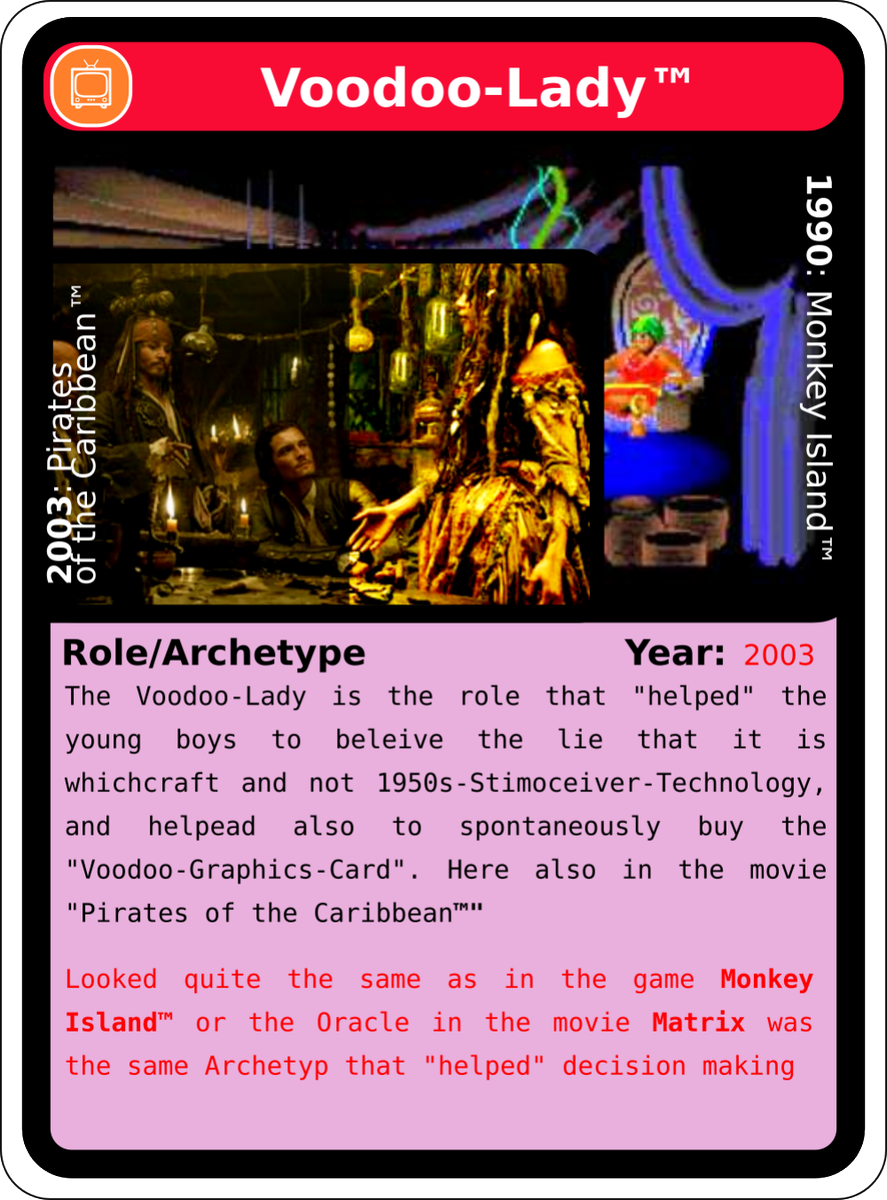 Voodoo-Lady™
1990: Monkey Island™
2003: Pirates
of the Caribbean™
Role/Archetype Year: 2003
The Voodoo-Lady is the role that "helped" the
young boys to beleive the lie that it is
whichcraft and not 1950s-Stimoceiver-Technology,
and helpead also to spontaneously buy the
"Voodoo-Graphics-Card". Here also in the movie
"Pirates of the Caribbean™"
Looked quite the same as in the game Monkey
Island™ or the Oracle in the movie Matrix was
the same Archetyp that "helped" decision making